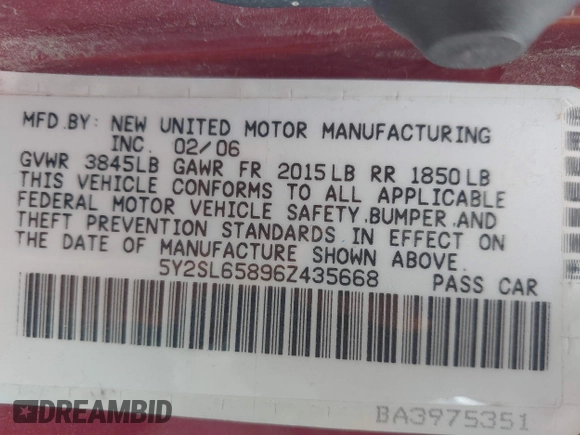 MFD.BY: NEW UNITED MOTOR MANUFACTURING
INC. 02/06
GVWR 3845LB GAWR FR 2015LB RR 1850LB
THIS VEHICLE CONFORMS TO ALL APPLICABLE
FEDERAL MOTOR VEHICLE SAFETY,BUMPER,AND
THEFT PREVENTION STANDARDS IN EFFECT ON
THE DATE OF MANUFACTURE SHOWN ABOVE.
5Y2SL65896Z435668 PASS CAR
BA3975351
DREAMBID